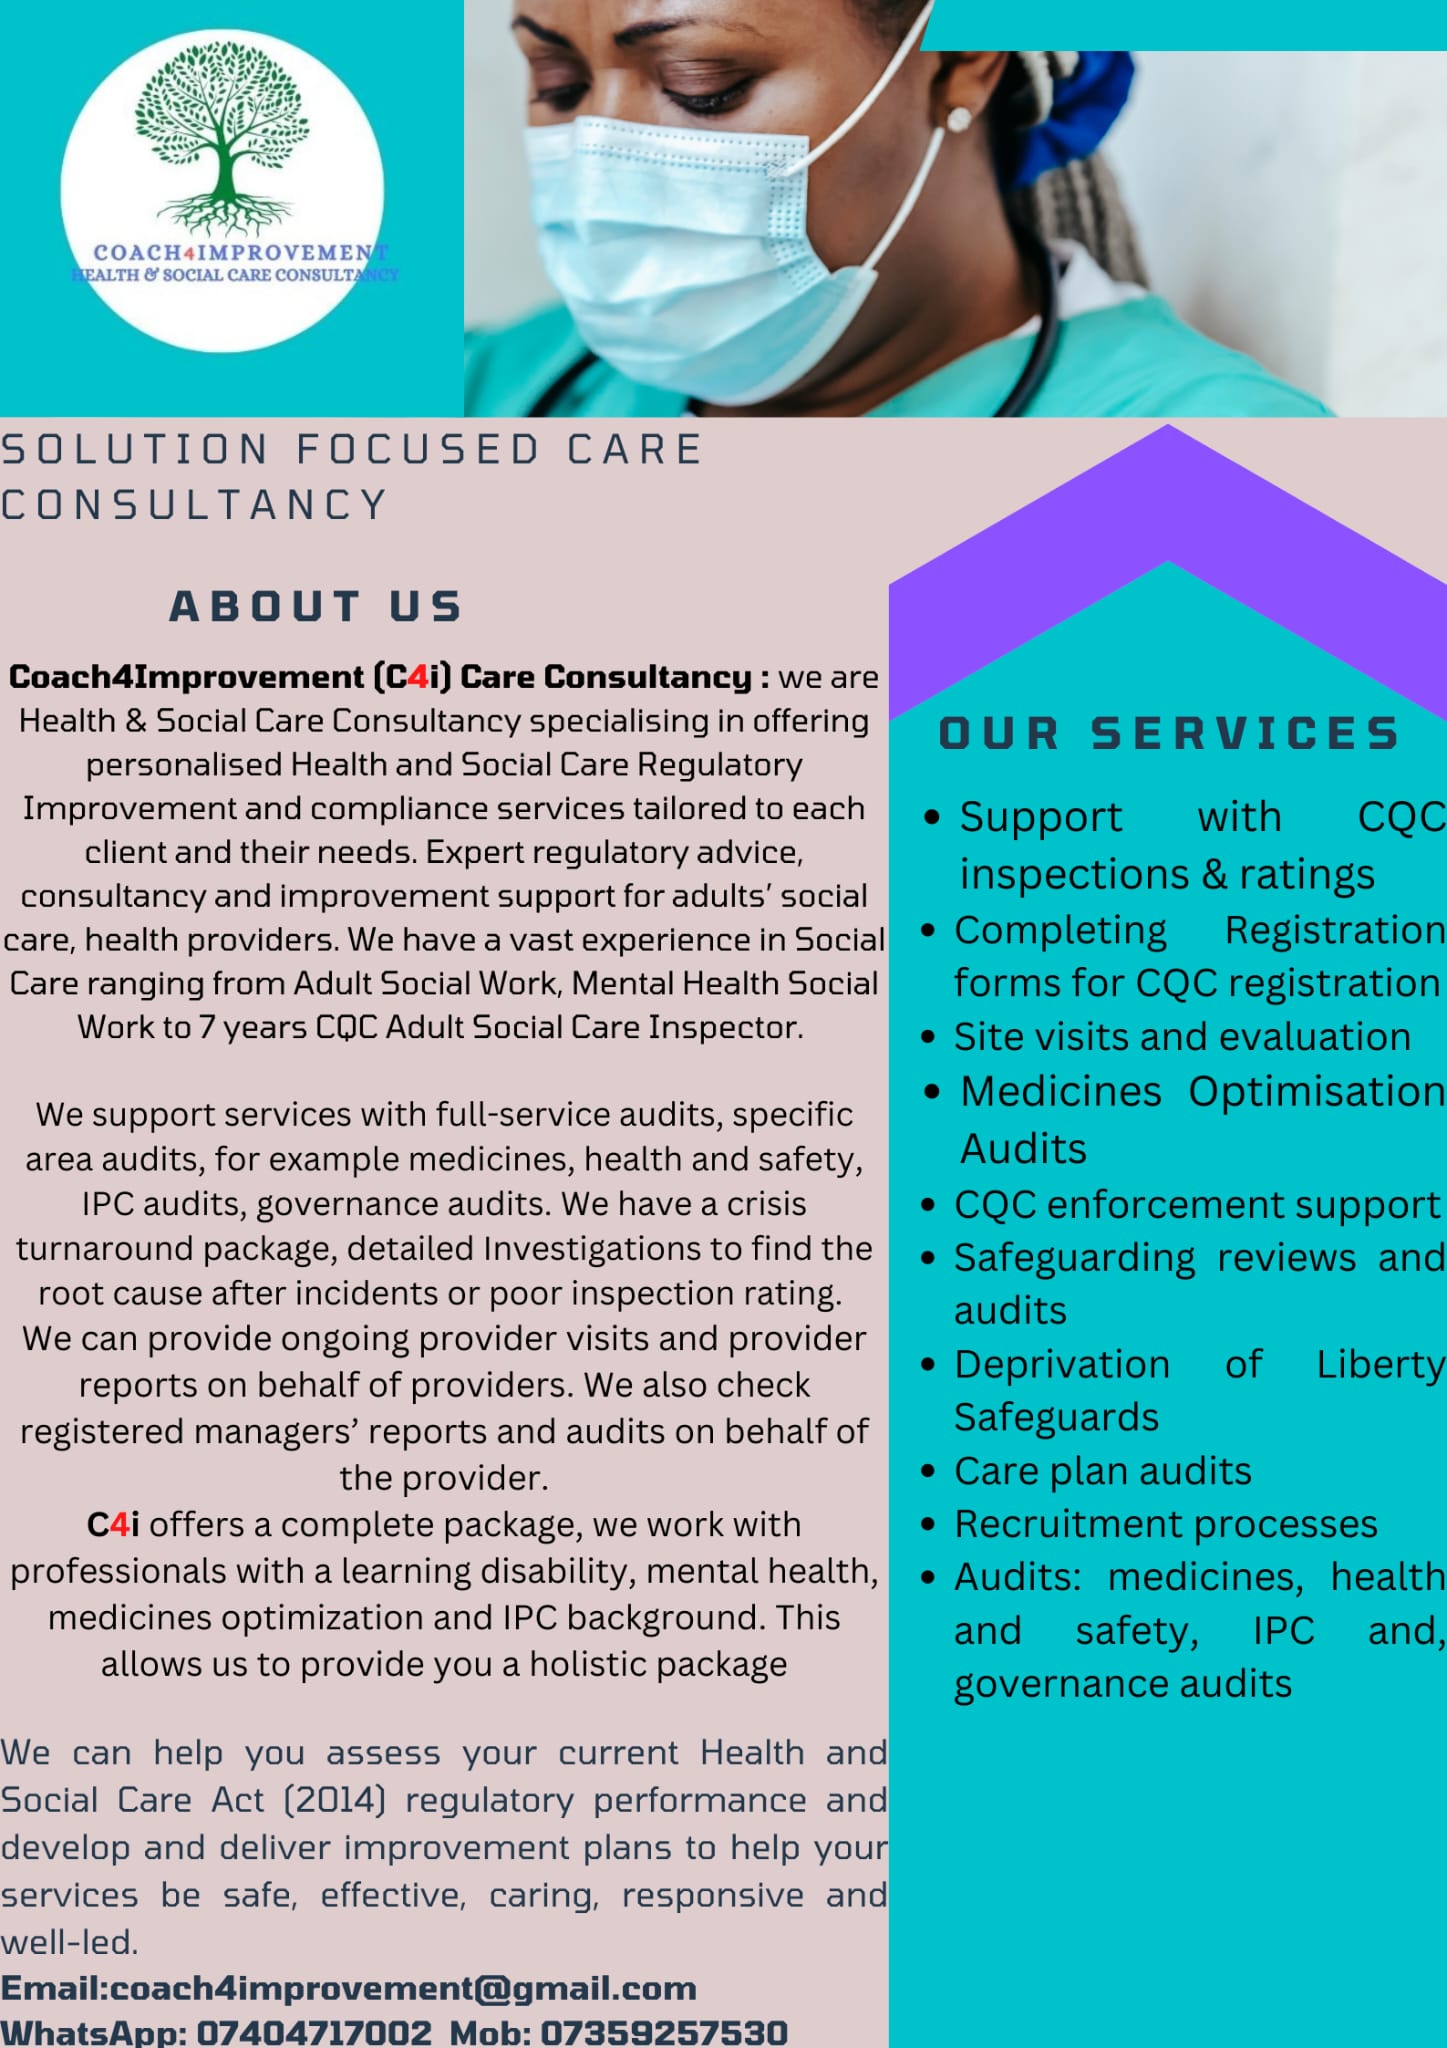 COACH4IMPROVEMENT
HEALTH & SOCIAL CARE CONSULTANCY
SOLUTION FOCUSED CARE
CONSULTANCY
ABOUT US
Coach4Improvement (C4i) Care Consultancy : we are
Health & Social Care Consultancy specialising in offering
personalised Health and Social Care Regulatory
Improvement and compliance services tailored to each
client and their needs. Expert regulatory advice,
consultancy and improvement support for adults’ social
care, health providers. We have a vast experience in Social
Care ranging from Adult Social Work, Mental Health Social
Work to 7 years CQC Adult Social Care Inspector.
We support services with full-service audits, specific
area audits, for example medicines, health and safety,
IPC audits, governance audits. We have a crisis
turnaround package, detailed Investigations to find the
root cause after incidents or poor inspection rating.
We can provide ongoing provider visits and provider
reports on behalf of providers. We also check
registered managers’ reports and audits on behalf of
the provider.
C4i offers a complete package, we work with
professionals with a learning disability, mental health,
medicines optimization and IPC background. This
allows us to provide you a holistic package
We can help you assess your current Health and
Social Care Act (2014) regulatory performance and
develop and deliver improvement plans to help your
services be safe, effective, caring, responsive and
well-led.
Email:coach4improvement@gmail.com
WhatsApp: 07404717002 Mob: 07359257530
OUR SERVICES
• Support with CQC
inspections & ratings
• Completing Registration
forms for CQC registration
• Site visits and evaluation
• Medicines Optimisation
Audits
• CQC enforcement support
• Safeguarding reviews and
audits
• Deprivation of Liberty
Safeguards
• Care plan audits
• Recruitment processes
• Audits: medicines, health
and safety, IPC and,
governance audits